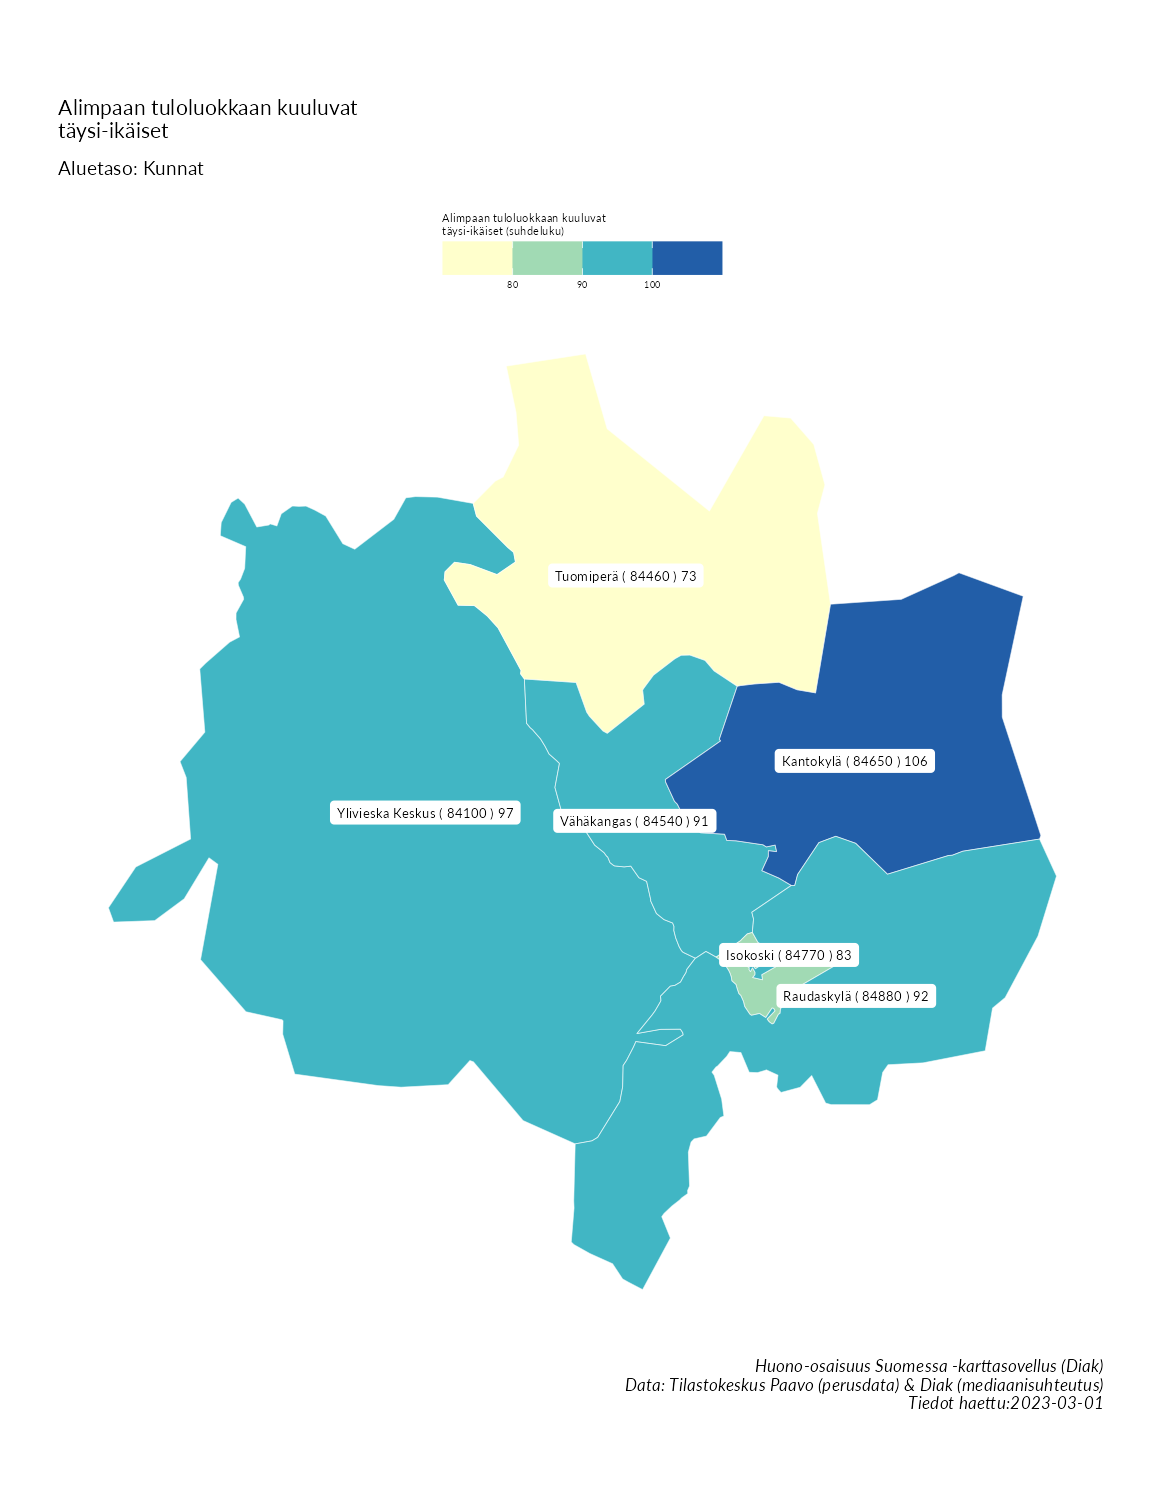 Alimpaan tuloluokkaan kuuluvat
täysi-ikäiset
Aluetaso: Kunnat
Alimpaan tuloluokkaan kuuluvat
täysi-ikäiset (suhdeluku)
80 90 100
Tuomiperä ( 84460 ) 73
Kantokylä ( 84650 ) 106
Ylivieska Keskus ( 84100 ) 97
Vähäkangas ( 84540 ) 91
Isokoski ( 84770 ) 83
Raudaskylä ( 84880 ) 92
Huono-osaisuus Suomessa -karttasovellus (Diak)
Data: Tilastokeskus Paavo (perusdata) & Diak (mediaanisuhteutus)
Tiedot haettu:2023-03-01